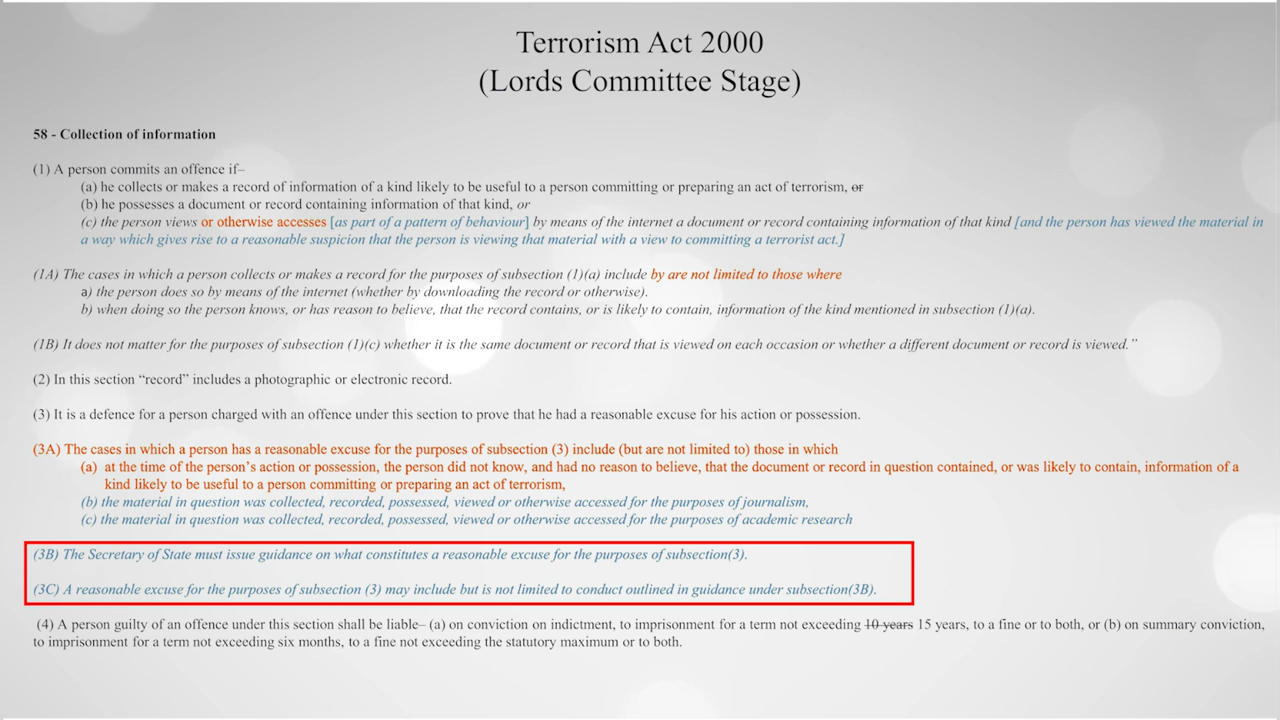 Terrorism Act 2000
(Lords Committee Stage)
58 - Collection of information
(1) A person commits an offence if–
(a) he collects or makes a record of information of a kind likely to be useful to a person committing or preparing an act of terrorism, or
(b) he possesses a document or record containing information of that kind, or
(c) the person views or otherwise accesses [as part of a pattern of behaviour] by means of the internet a document or record containing information of that kind [and the person has viewed the material in
a way which gives rise to a reasonable suspicion that the person is viewing that material with a view to committing a terrorist act.]
(1A) The cases in which a person collects or makes a record for the purposes of subsection (1)(a) include by are not limited to those where
a) the person does so by means of the internet (whether by downloading the record or otherwise).
b) when doing so the person knows, or has reason to believe, that the record contains, or is likely to contain, information of the kind mentioned in subsection (1)(a).
(1B) It does not matter for the purposes of subsection (1)(c) whether it is the same document or record that is viewed on each occasion or whether a different document or record is viewed.”
(2) In this section “record” includes a photographic or electronic record.
(3) It is a defence for a person charged with an offence under this section to prove that he had a reasonable excuse for his action or possession.
(3A) The cases in which a person has a reasonable excuse for the purposes of subsection (3) include (but are not limited to) those in which
(a) at the time of the person’s action or possession, the person did not know, and had no reason to believe, that the document or record in question contained, or was likely to contain, information of a
kind likely to be useful to a person committing or preparing an act of terrorism,
(b) the material in question was collected, recorded, possessed, viewed or otherwise accessed for the purposes of journalism,
(c) the material in question was collected, recorded, possessed, viewed or otherwise accessed for the purposes of academic research
(3B) The Secretary of State must issue guidance on what constitutes a reasonable excuse for the purposes of subsection(3).
(3C) A reasonable excuse for the purposes of subsection (3) may include but is not limited to conduct outlined in guidance under subsection(3B).
(4) A person guilty of an offence under this section shall be liable– (a) on conviction on indictment, to imprisonment for a term not exceeding 10 years 15 years, to a fine or to both, or (b) on summary conviction,
to imprisonment for a term not exceeding six months, to a fine not exceeding the statutory maximum or to both.